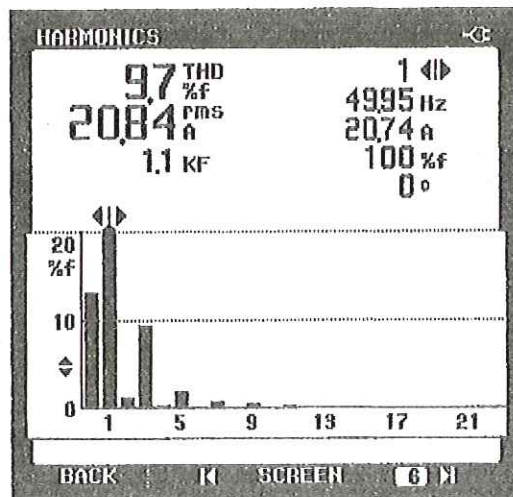 HARMONICS
9.7 THD %f
20.84 rms A
1.1 KF
1
49.95 Hz
20.74 A
100 %f
0 °
20
%f
10
0
1 5 9 13 17 21
BACK SCREEN 6